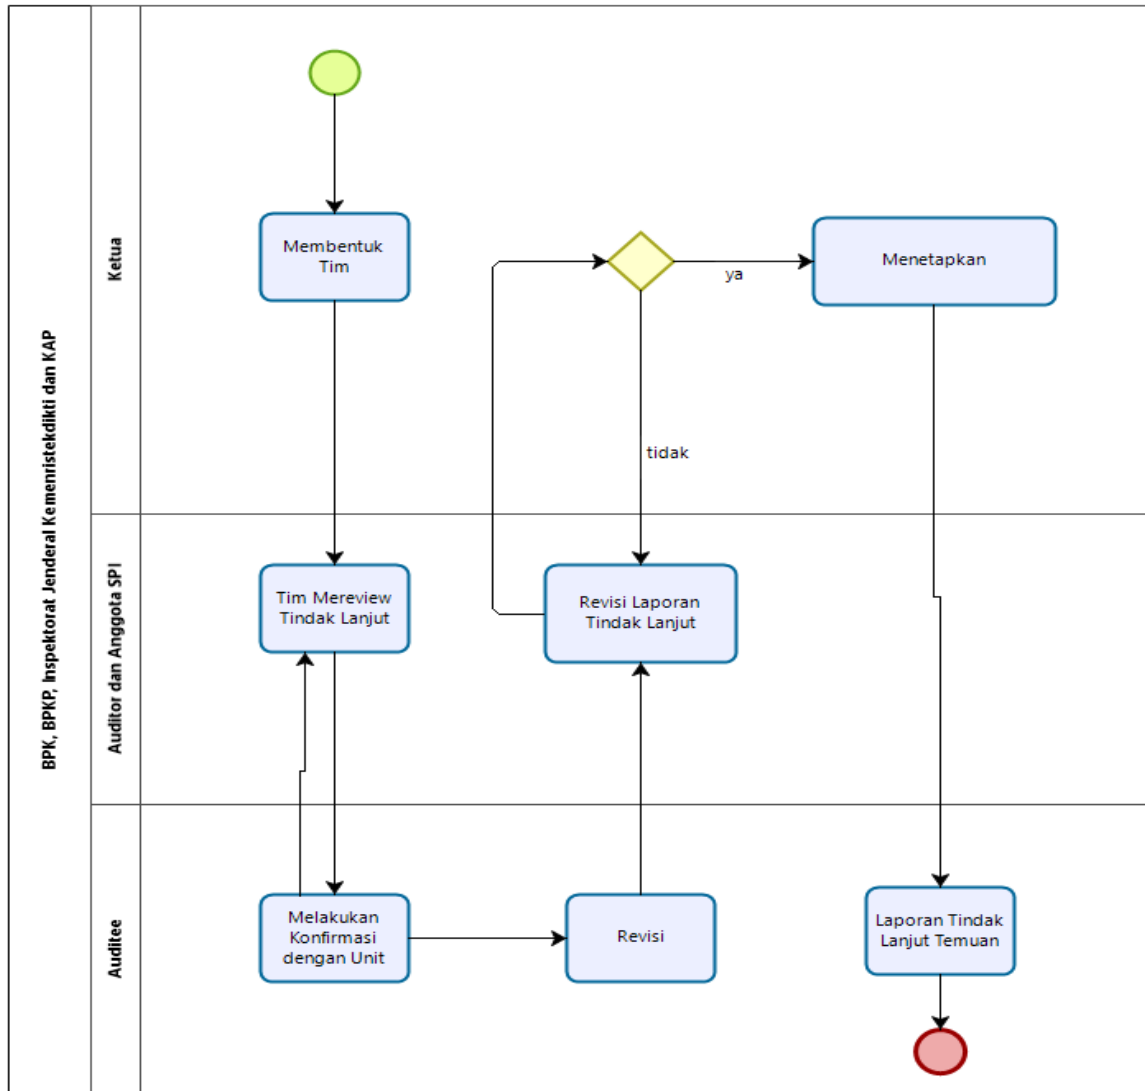 BPK, BPKP, Inspektorat Jenderal Kemenristekdikti dan KAP
Ketua
Membentuk
Tim
ya
Menetapkan
tidak
Auditor dan Anggota SPI
Tim Mereview
Tindak Lanjut
Revisi Laporan
Tindak Lanjut
Auditee
Melakukan
Konfirmasi
dengan Unit
Revisi
Laporan Tindak
Lanjut Temuan